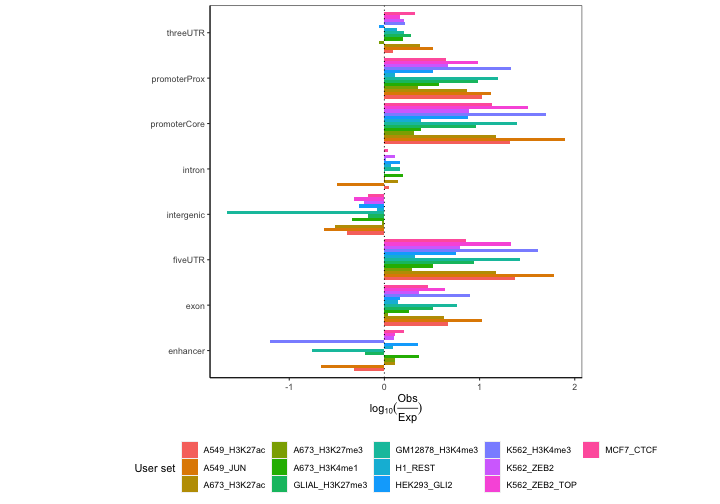 threeUTR
promoterProx
promoterCore
intron
intergenic
fiveUTR
exon
enhancer
-1 0 1 2
log10(Obs/Exp)
User set
A549_H3K27ac A673_H3K27me3 GM12878_H3K4me3 K562_H3K4me3 MCF7_CTCF
A549_JUN A673_H3K4me1 H1_REST K562_ZEB2
A673_H3K27ac GLIAL_H3K27me3 HEK293_GLI2 K562_ZEB2_TOP